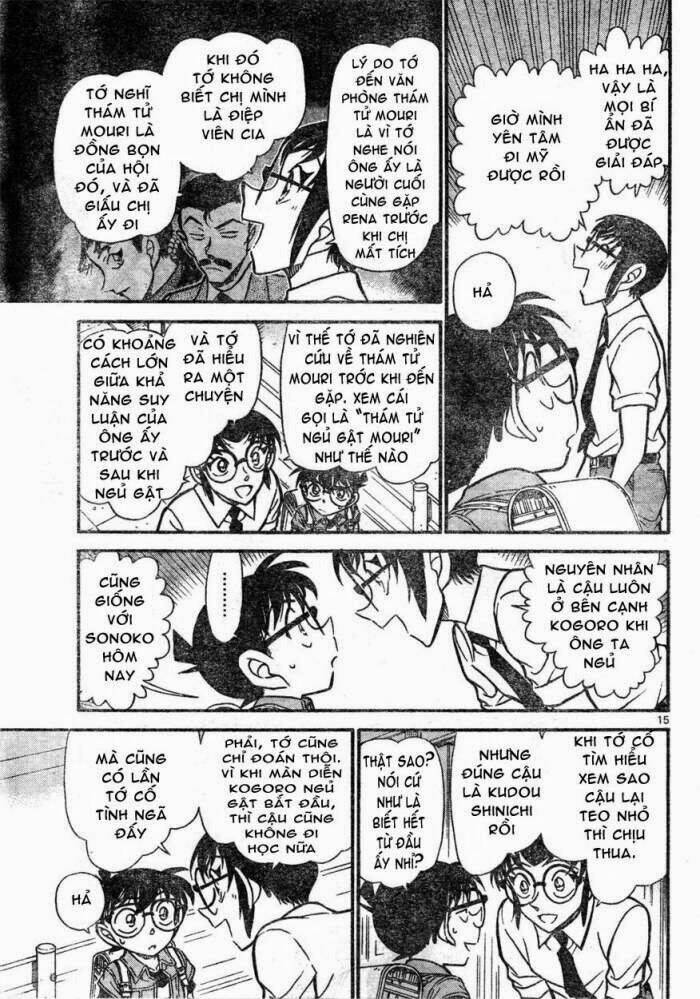 HA HA HA,
VẬY LÀ
MỌI BÍ
ẨN ĐÃ
ĐƯỢC
GIẢI ĐÁP.
GIỜ MÌNH
YÊN TÂM
ĐI MỸ
ĐƯỢC RỒI
HẢ
LÝ DO TỚ
ĐẾN VĂN
PHÒNG THÁM
TỬ MOURI
LÀ VÌ TỚ
NGHE NÓI
ÔNG ẤY LÀ
NGƯỜI CUỐI
CÙNG GẶP
RENA TRƯỚC
KHI CHỊ
MẤT TÍCH
KHI ĐÓ
TỚ KHÔNG
BIẾT CHỊ MÌNH
LÀ ĐIỆP
VIÊN CIA
TỚ NGHĨ
THÁM TỬ
MOURI LÀ
ĐỒNG BỌN
CỦA HỘI
ĐÓ, VÀ ĐÃ
GIẤU CHỊ
ẤY ĐI
VÌ THẾ TỚ ĐÃ NGHIÊN
CỨU VỀ THÁM TỬ
MOURI TRỚC KHI ĐẾN
GẶP. XEM CÁI
GỌI LÀ "THÁM TỬ
NGỦ GẬT MOURI"
NHƯ THẾ NÀO
VÀ TỚ
ĐÃ HIỂU
RA MỘT
CHUYỆN
CÓ KHOẢNG
CÁCH LỚN
GIỮA KHẢ
NĂNG SUY
LUẬN CỦA
ÔNG ẤY
TRƯỚC VÀ
SAU KHI
NGỦ GẬT
NGUYÊN NHÂN
LÀ CẬU LUÔN
Ở BÊN CẠNH
KOGORO KHI
ÔNG TA
NGỦ
........
CŨNG
GIỐNG
VỚI
SONOKO
HÔM
NAY
15
KHI TỚ CỐ
TÌM HIỂU
XEM SAO
CẬU LẠI
TEO NHỎ
THÌ CHỊU
THUA.
NHƯNG
ĐÚNG CẬU
LÀ KUDOU
SHINICHI
RỒI
THẬT SAO?
NÓI CỨ
NHƯ LÀ
BIẾT HẾT
TỪ ĐẦU
ẤY NHỈ?
PHẢI, TỚ CŨNG
CHỈ ĐOÁN THÔI.
VÌ KHI MÀN DIỄN
KOGORO NGỦ
GẬT BẮT ĐẦU,
THÌ CẬU CŨNG
KHÔNG ĐI
HỌC NỮA
MÀ CŨNG
CÓ LẦN
TỚ CỐ
TÌNH NGÃ
ĐẤY
HẢ